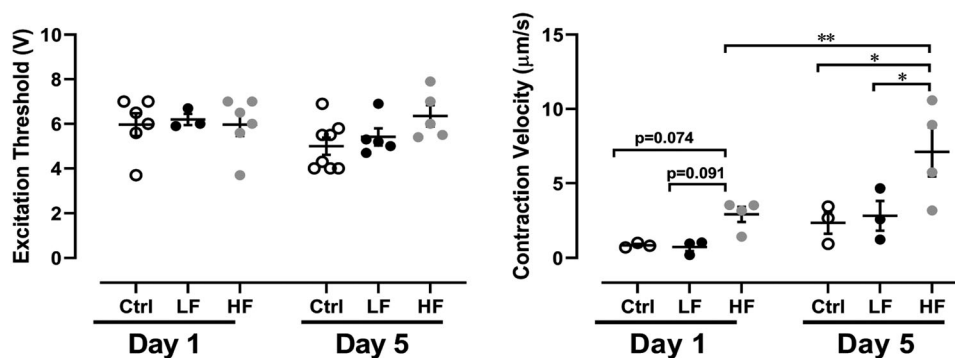 Excitation Threshold (V)
10
8
6
4
2
0
Ctrl LF HF Ctrl LF HF
Day 1 Day 5
Contraction Velocity (μm/s)
15
10
5
0
**
*
*
p=0.074
p=0.091
Ctrl LF HF Ctrl LF HF
Day 1 Day 5